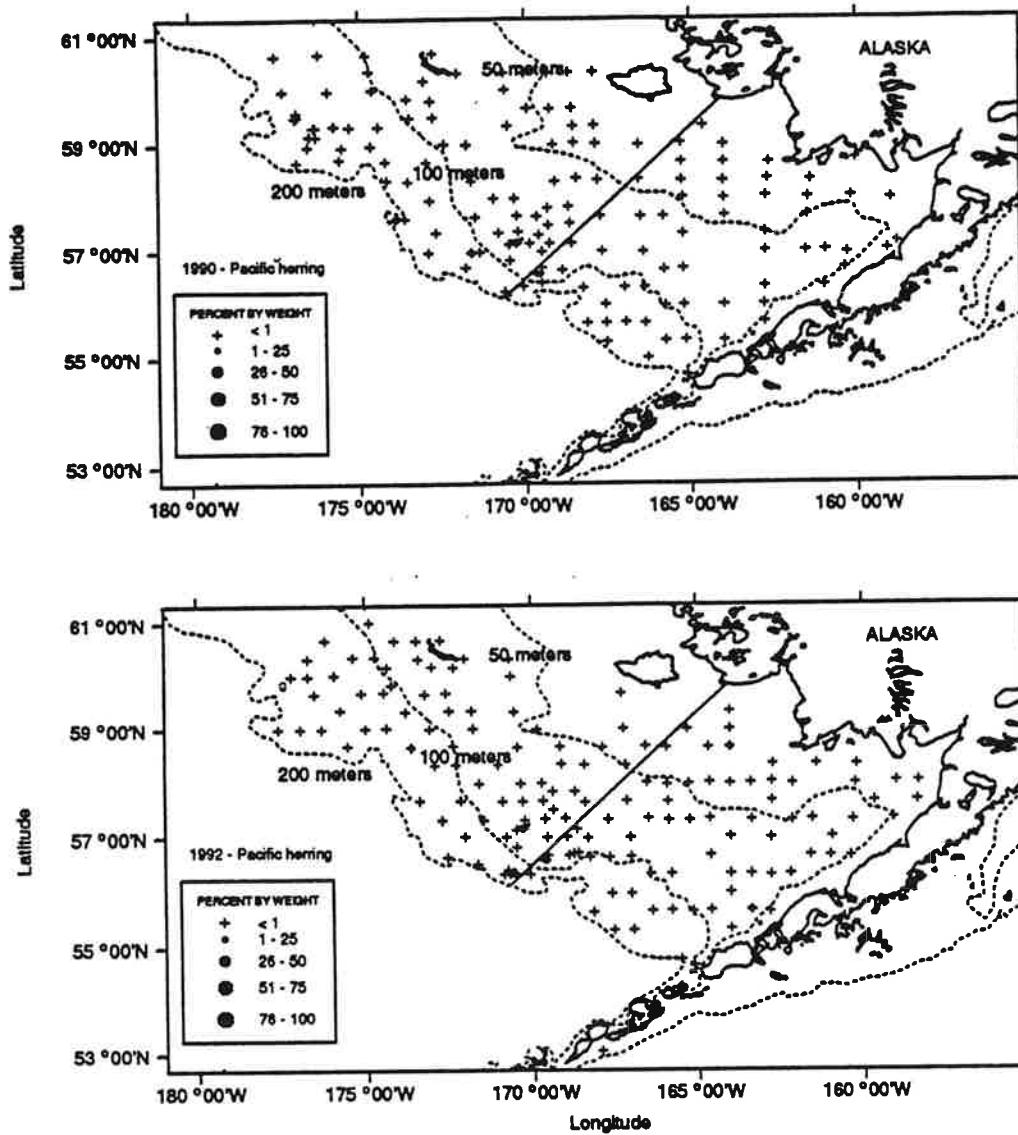 61 °00'N
59 °00'N
57 °00'N
55 °00'N
53 °00'N
Latitude
ALASKA
50 meters
100 meters
200 meters
1990 - Pacific herring
PERCENT BY WEIGHT
+ < 1
1 - 25
26 - 50
51 - 75
76 - 100
180 °00'W
175 °00'W
170 °00'W
165 °00'W
160 °00'W
61 °00'N
59 °00'N
57 °00'N
55 °00'N
53 °00'N
Latitude
ALASKA
50 meters
100 meters
200 meters
1992 - Pacific herring
PERCENT BY WEIGHT
+ < 1
1 - 25
26 - 50
51 - 75
76 - 100
180 °00'W
175 °00'W
170 °00'W
165 °00'W
160 °00'W
Longitude